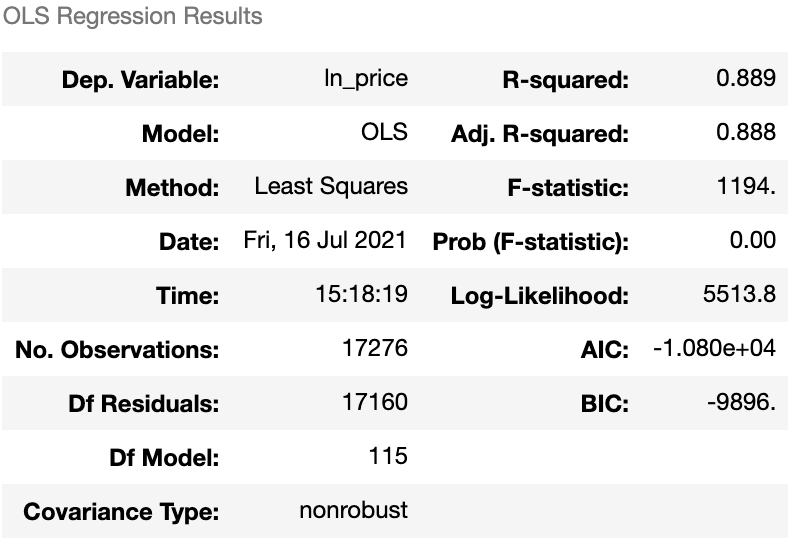 OLS Regression Results
Dep. Variable: ln_price R-squared: 0.889
Model: OLS Adj. R-squared: 0.888
Method: Least Squares F-statistic: 1194.
Date: Fri, 16 Jul 2021 Prob (F-statistic): 0.00
Time: 15:18:19 Log-Likelihood: 5513.8
No. Observations: 17276 AIC: -1.080e+04
Df Residuals: 17160 BIC: -9896.
Df Model: 115
Covariance Type: nonrobust